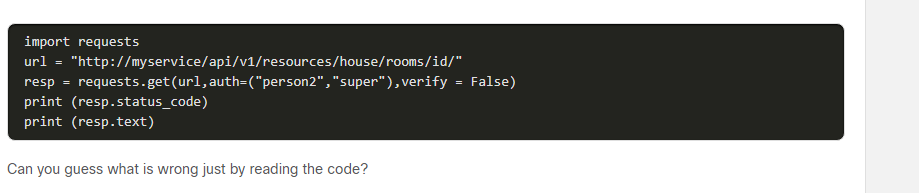 import requests
url = "http://myservice/api/v1/resources/house/rooms/id/"
resp = requests.get(url,auth=("person2","super"),verify = False)
print (resp.status_code)
print (resp.text)
Can you guess what is wrong just by reading the code?